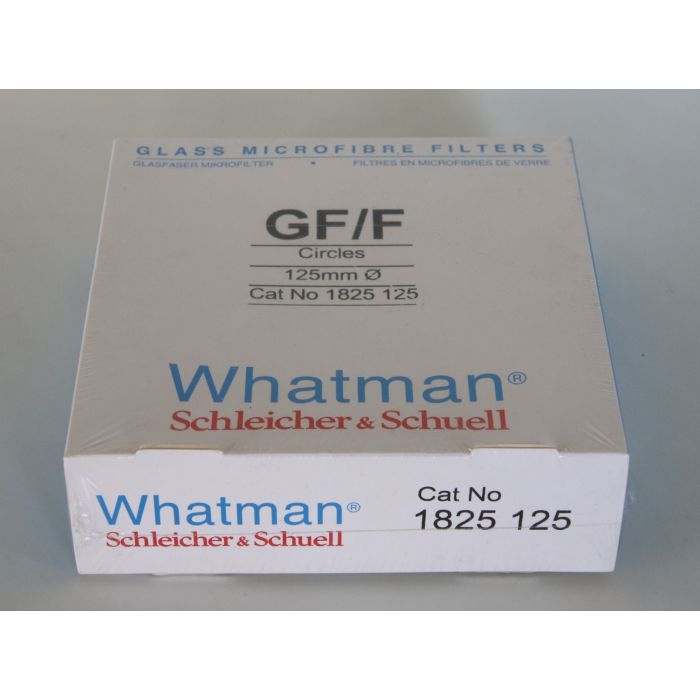 GLASS MICROFIBRE FILTERS
GLASFASER MIKROFILTER • FILTRES EN MICROFIBRES DE VERRE
GF/F
Circles
125mm Ø
Cat No 1825 125
Whatman®
Schleicher & Schuell
Whatman®
Schleicher & Schuell
Cat No
1825 125